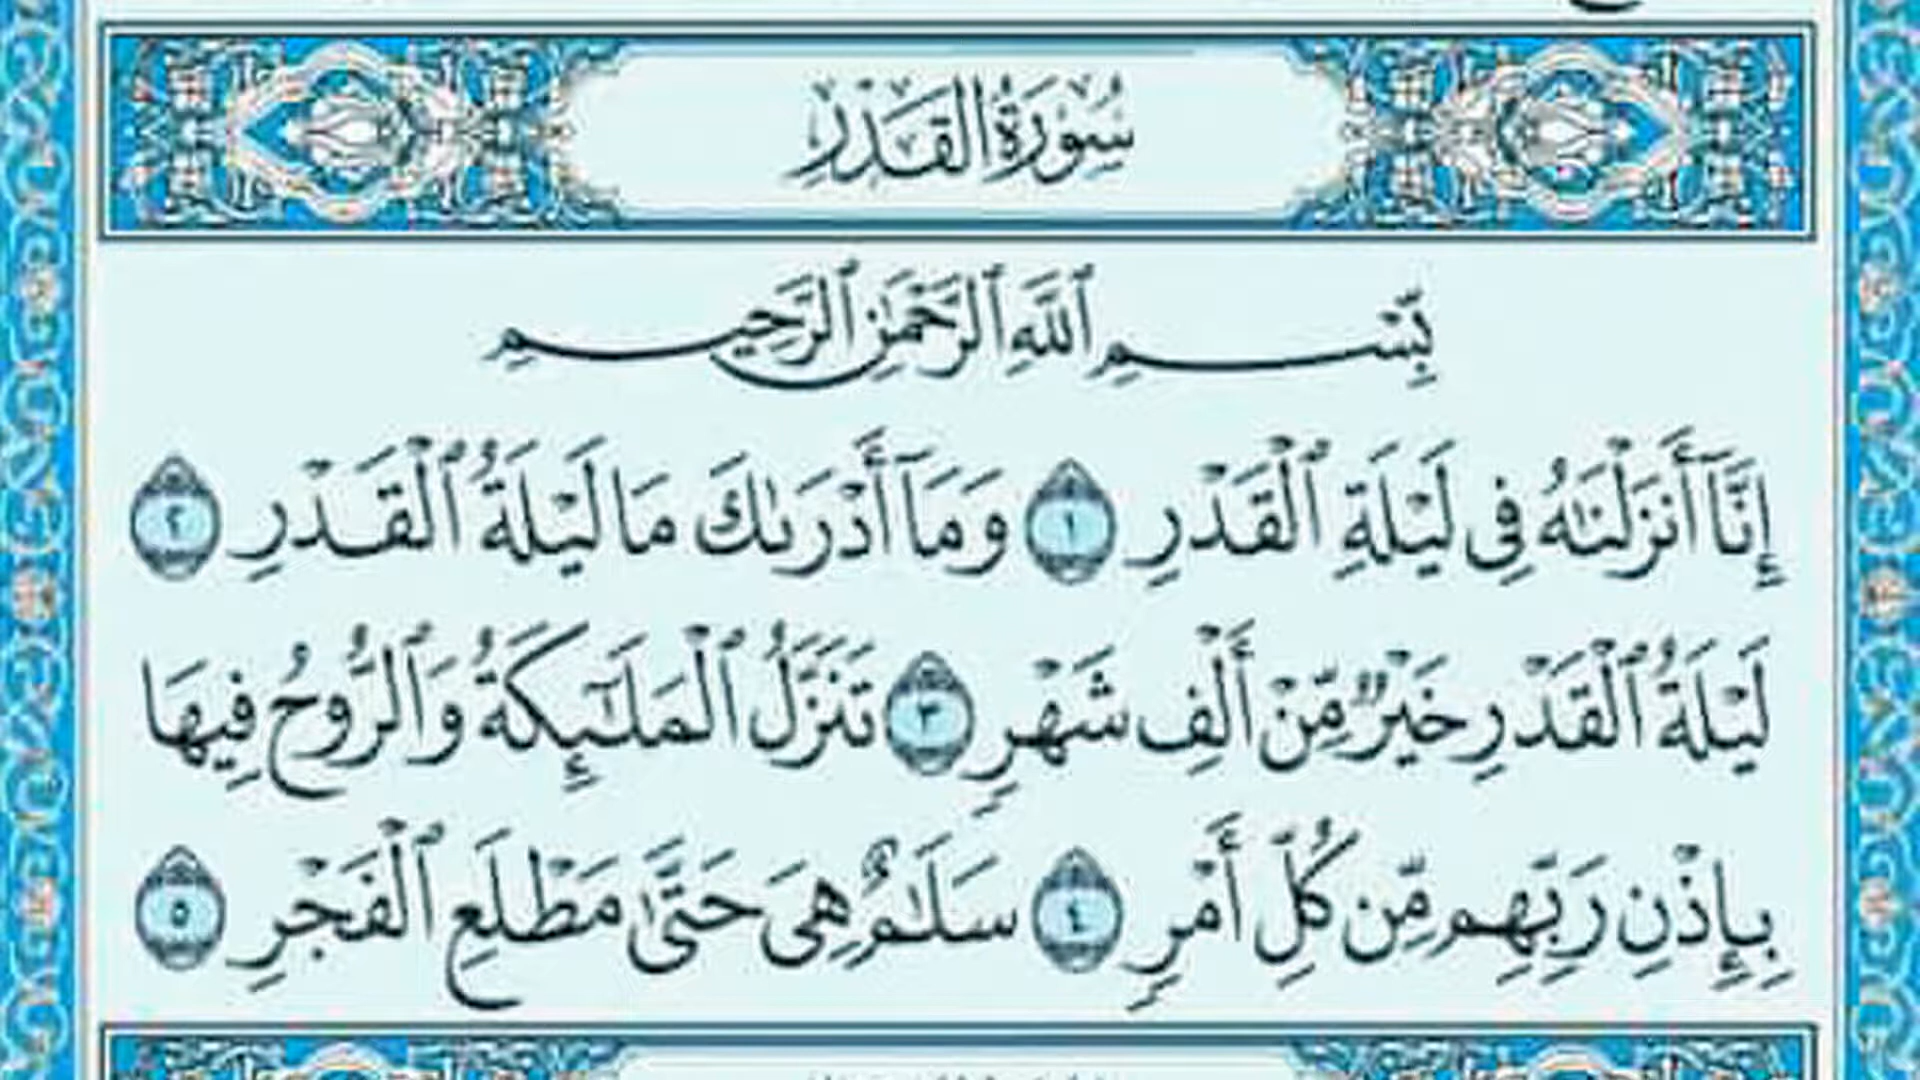 سُورَةُ القَدْرِ
بِّسْمِ ٱللَّهِ ٱلرَّحْمَٰنِ ٱلرَّحِيمِ
إِنَّآ أَنزَلْنَٰهُ فِى لَيْلَةِ ٱلْقَدْرِ ١ وَمَآ أَدْرَىٰكَ مَا لَيْلَةُ ٱلْقَدْرِ ٢
لَيْلَةُ ٱلْقَدْرِ خَيْرٌ مِّنْ أَلْفِ شَهْرٍ ٣ تَنَزَّلُ ٱلْمَلَٰٓئِكَةُ وَٱلرُّوحُ فِيهَا
بِإِذْنِ رَبِّهِم مِّن كُلِّ أَمْرٍ ٤ سَلَٰمٌ هِىَ حَتَّىٰ مَطْلَعِ ٱلْفَجْرِ ٥